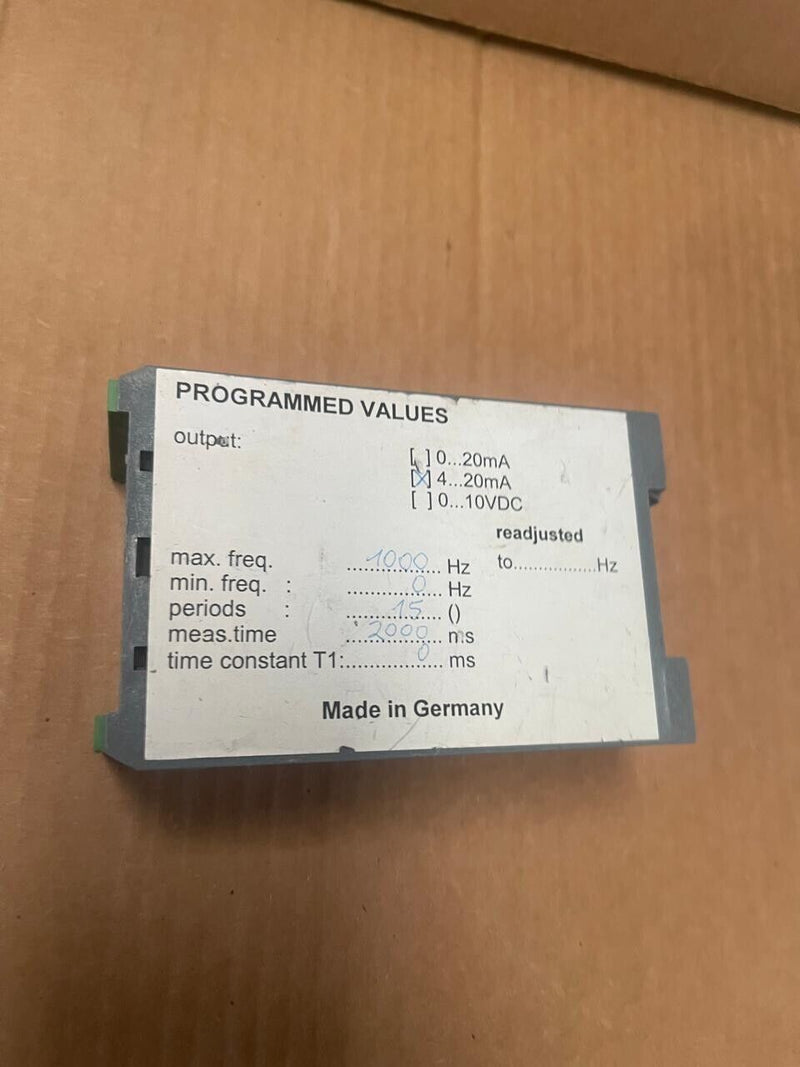 PROGRAMMED VALUES
output:
[ ] 0...20mA
[X] 4...20mA
[ ] 0...10VDC
readjusted
max. freq. ........1000.... Hz to................Hz
min. freq. : ..............0.. Hz
periods : ..........15.... ()
meas.time ....2000.... ms
time constant T1:................0.. ms
Made in Germany